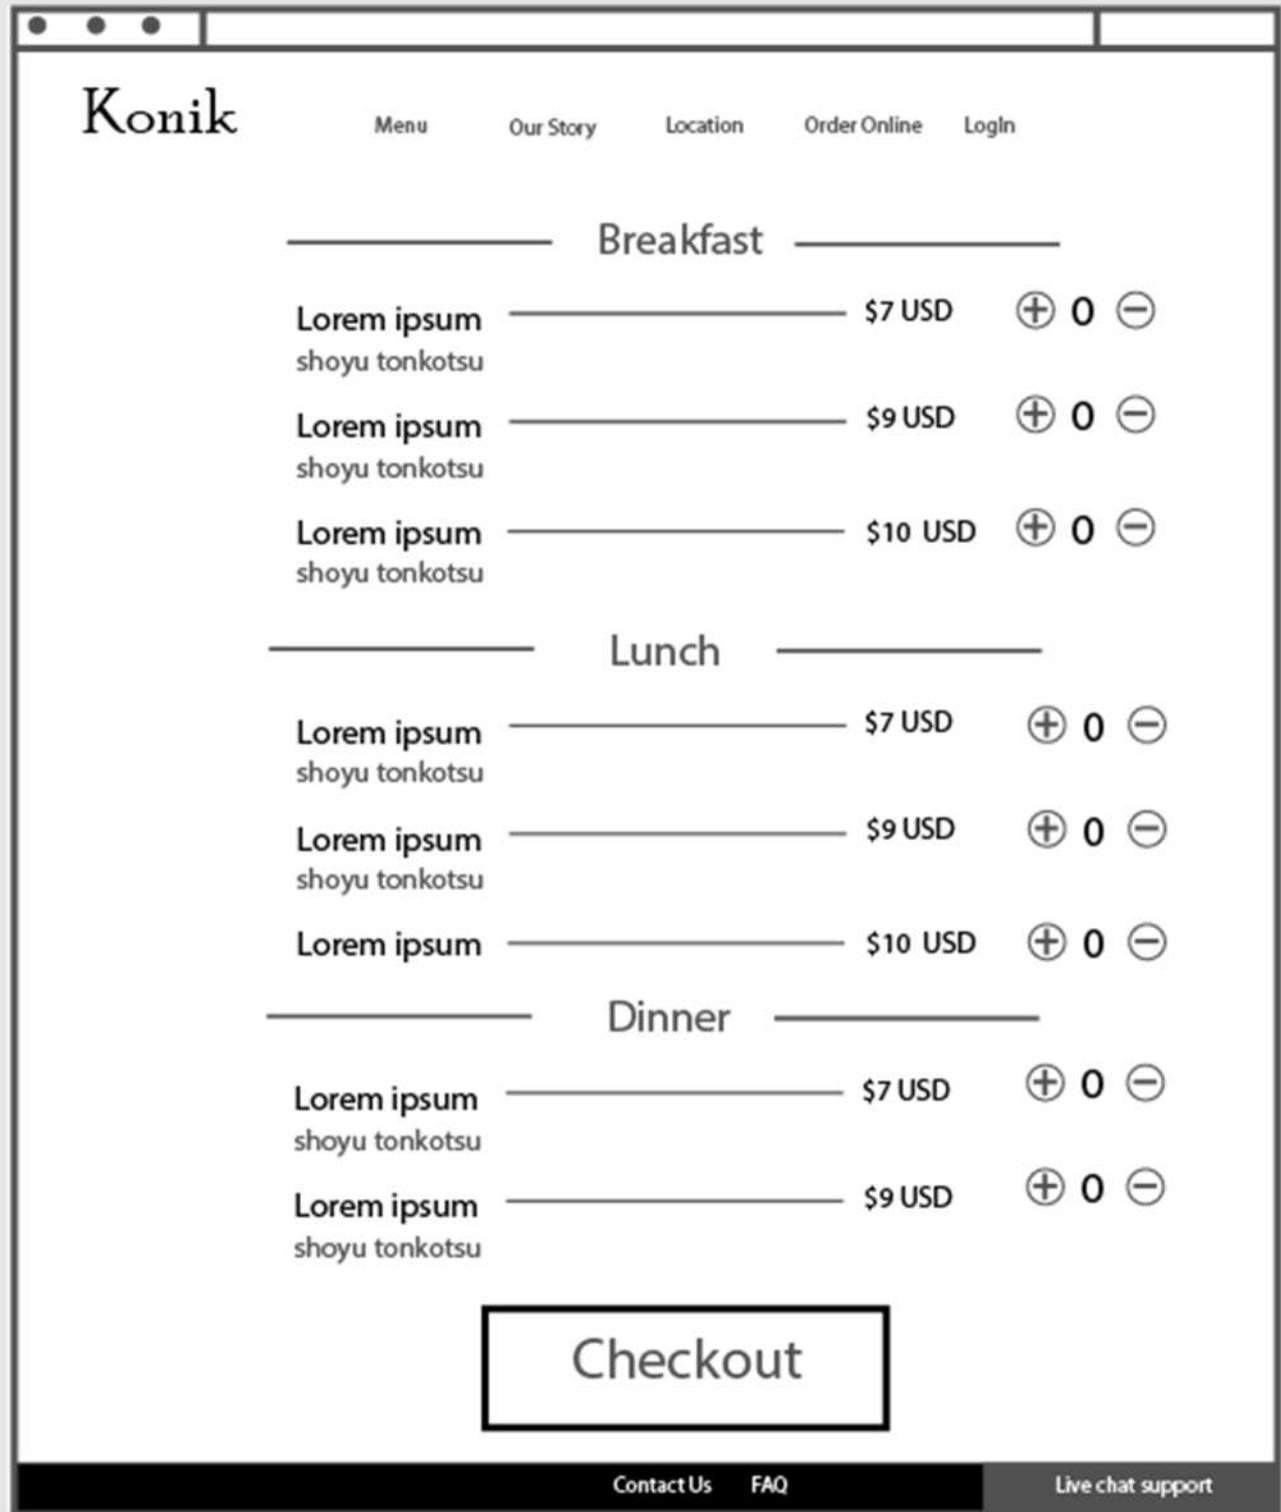 Konik
Menu Our Story Location Order Online LogIn
Breakfast
Lorem ipsum $7 USD 0
shoyu tonkotsu
Lorem ipsum $9 USD 0
shoyu tonkotsu
Lorem ipsum $10 USD 0
shoyu tonkotsu
Lunch
Lorem ipsum $7 USD 0
shoyu tonkotsu
Lorem ipsum $9 USD 0
shoyu tonkotsu
Lorem ipsum $10 USD 0
Dinner
Lorem ipsum $7 USD 0
shoyu tonkotsu
Lorem ipsum $9 USD 0
shoyu tonkotsu
Checkout
Contact Us FAQ Live chat support